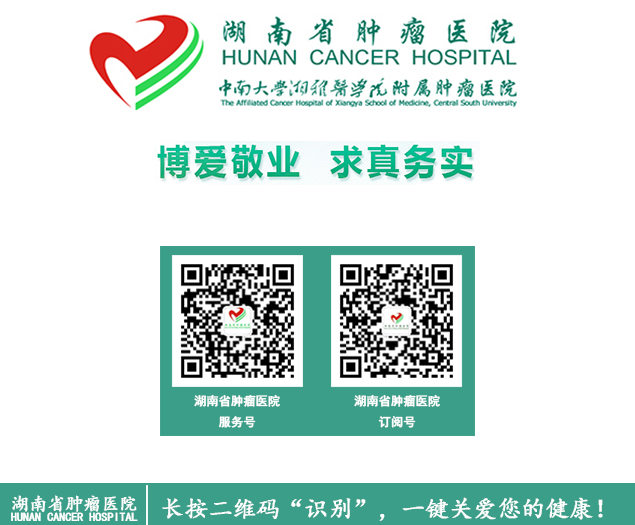 湖南省肿瘤医院
HUNAN CANCER HOSPITAL
中南大学湘雅醫学院附属肿瘤医院
The Affiliated Cancer Hospital of Xiangya School of Medicine, Central South University
博爱敬业 求真务实
湖南省肿瘤医院 湖南省肿瘤医院
服务号 订阅号
湖南省肿瘤医院
HUNAN CANCER HOSPITAL
长按二维码“识别”，一键关爱您的健康！